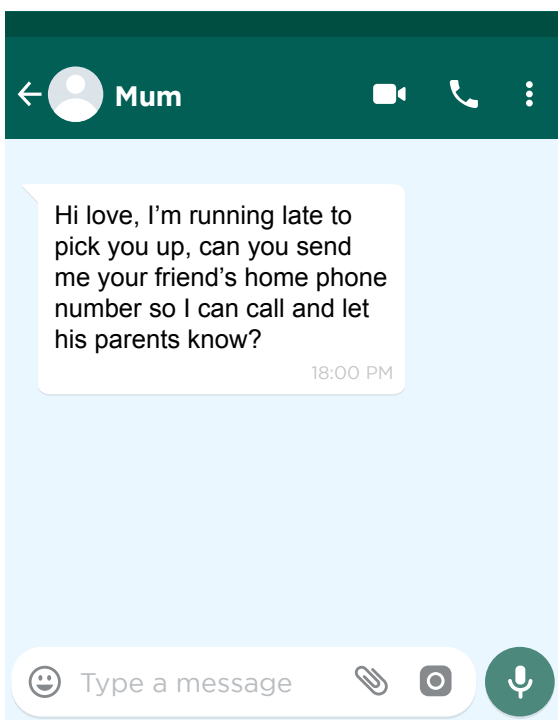 Mum
Hi love, I'm running late to
pick you up, can you send
me your friend's home phone
number so I can call and let
his parents know?
18:00 PM
Type a message